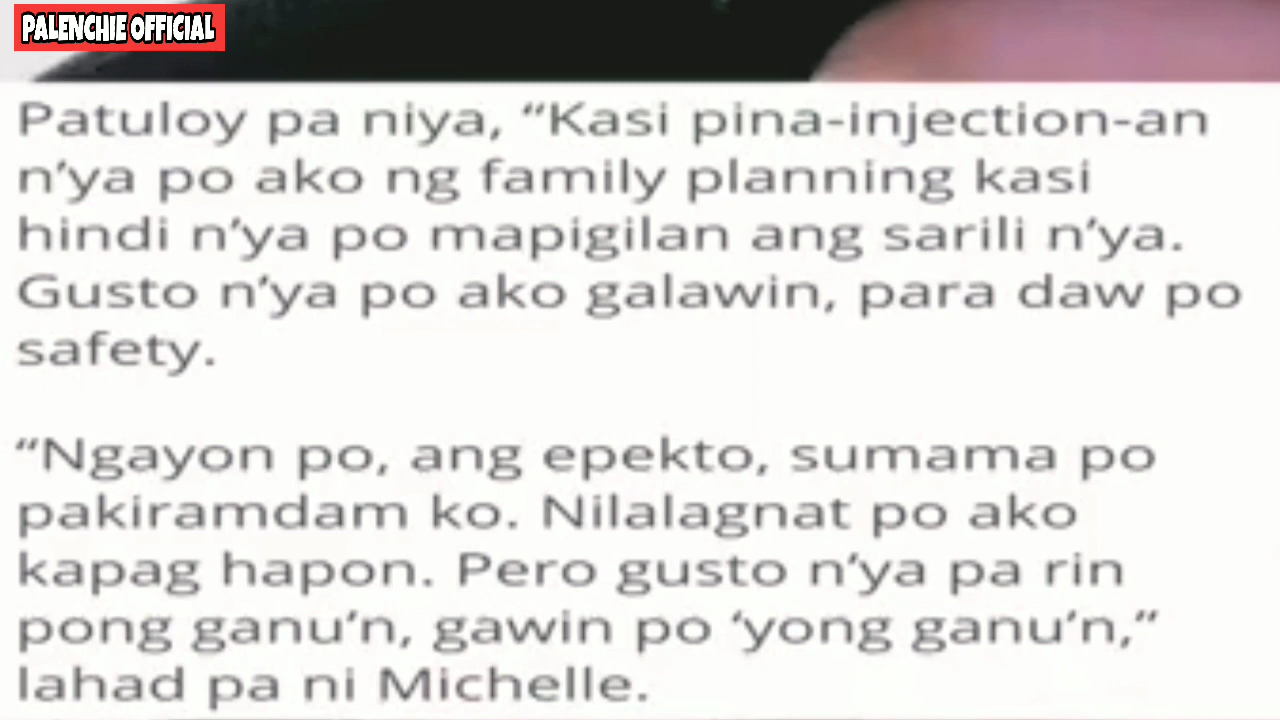 PALENCHIE OFFICIAL
Patuloy pa niya, “Kasi pina-injection-an
n’ya po ako ng family planning kasi
hindi n’ya po mapigilan ang sarili n’ya.
Gusto n’ya po ako galawin, para daw po
safety.
“Ngayon po, ang epekto, sumama po
pakiramdam ko. Nilalagnat po ako
kapag hapon. Pero gusto n’ya pa rin
pong ganu’n, gawin po ‘yong ganu’n,”
lahad pa ni Michelle.